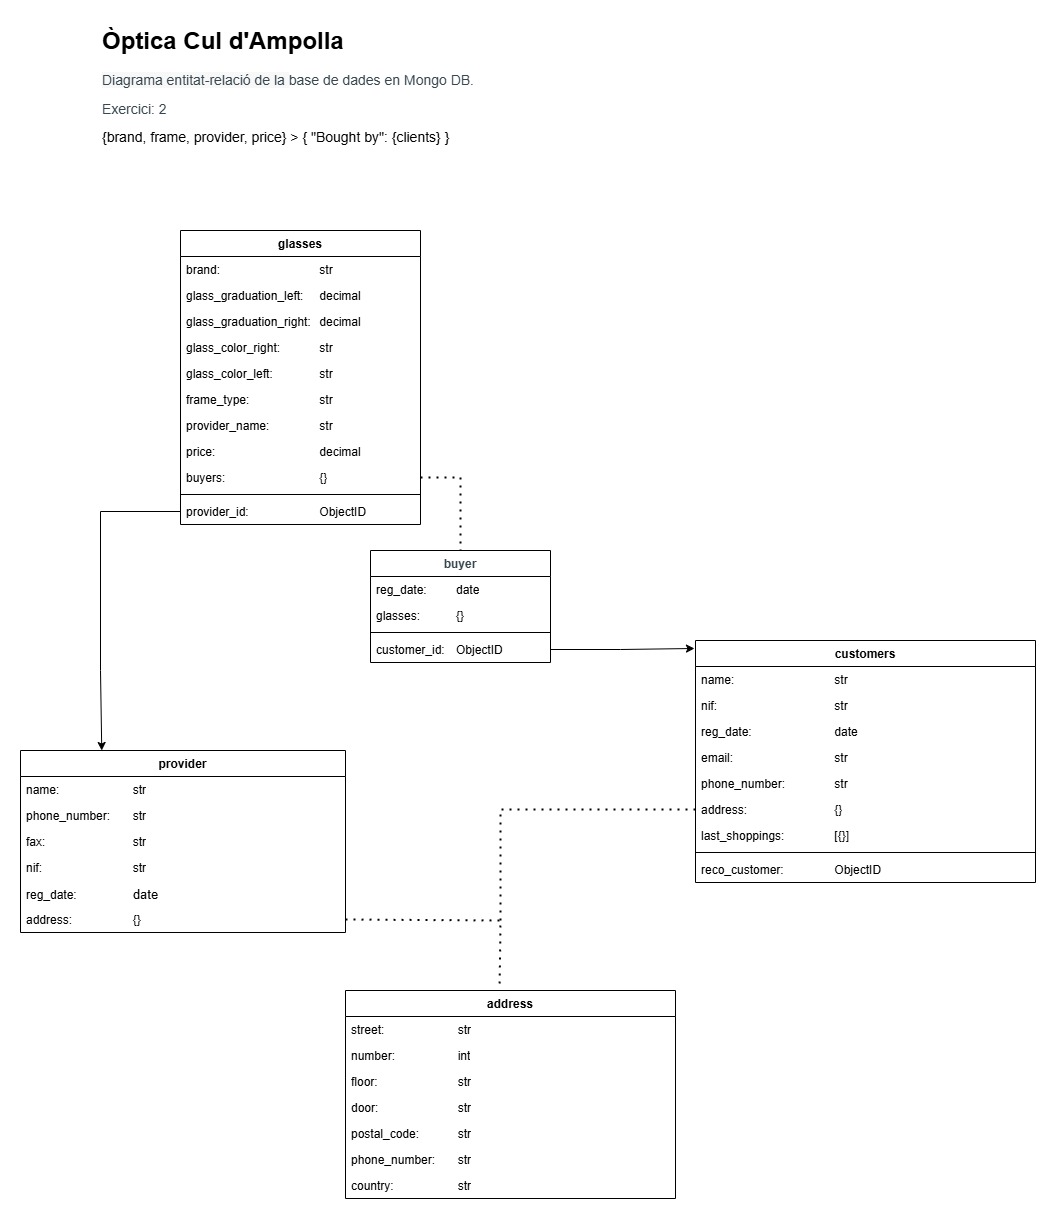 Òptica Cul d'Ampolla
Diagrama entitat-relació de la base de dades en Mongo DB.
Exercici: 2
{brand, frame, provider, price} > { "Bought by": {clients} }
glasses
brand: str
glass_graduation_left: decimal
glass_graduation_right: decimal
glass_color_right: str
glass_color_left: str
frame_type: str
provider_name: str
price: decimal
buyers: {}
provider_id: ObjectID
buyer
reg_date: date
glasses: {}
customer_id: ObjectID
customers
name: str
nif: str
reg_date: date
email: str
phone_number: str
address: {}
last_shoppings: [{}]
reco_customer: ObjectID
provider
name: str
phone_number: str
fax: str
nif: str
reg_date: date
address: {}
address
street: str
number: int
floor: str
door: str
postal_code: str
phone_number: str
country: str